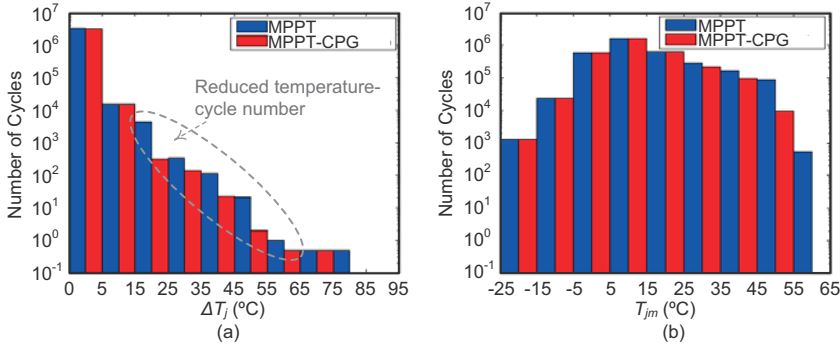 10^7
10^6
10^5
10^4
10^3
10^2
10^1
10^0
10^-1
Number of Cycles
MPPT
MPPT-CPG
Reduced temperature-
cycle number
0 5 15 25 35 45 55 65 75 85 95
ΔTj (ºC)
(a)
10^7
10^6
10^5
10^4
10^3
10^2
10^1
10^0
10^-1
Number of Cycles
MPPT
MPPT-CPG
-25 -15 -5 5 15 25 35 45 55 65
Tjm (ºC)
(b)